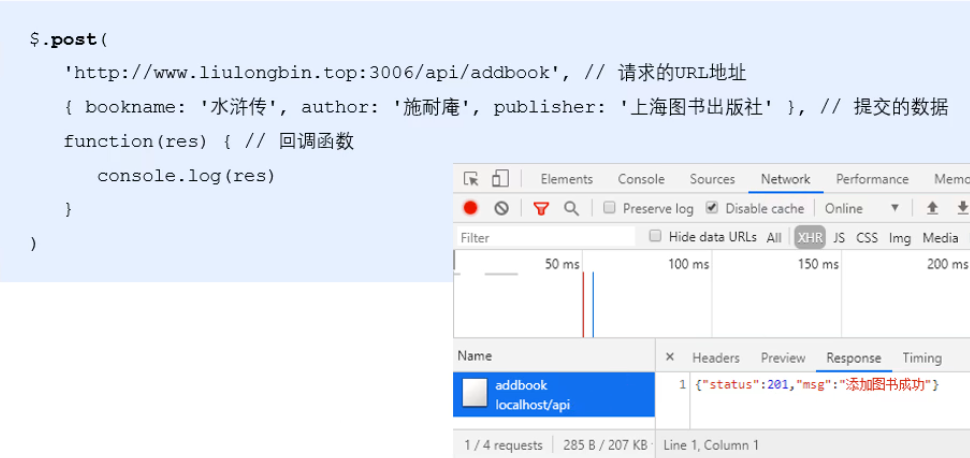 $.post(
'http://www.liulongbin.top:3006/api/addbook', // 请求的URL地址
{ bookname: '水浒传', author: '施耐庵', publisher: '上海图书出版社' }, // 提交的数据
function(res) { // 回调函数
console.log(res)
}
)
Elements Console Sources Network Performance Memo
Preserve log Disable cache Online
Filter Hide data URLs All XHR JS CSS Img Media
50 ms 100 ms 150 ms 200 ms
Name × Headers Preview Response Timing
addbook
localhost/api
1 {"status":201,"msg":"添加图书成功"}
1 / 4 requests 285 B / 207 KB Line 1, Column 1